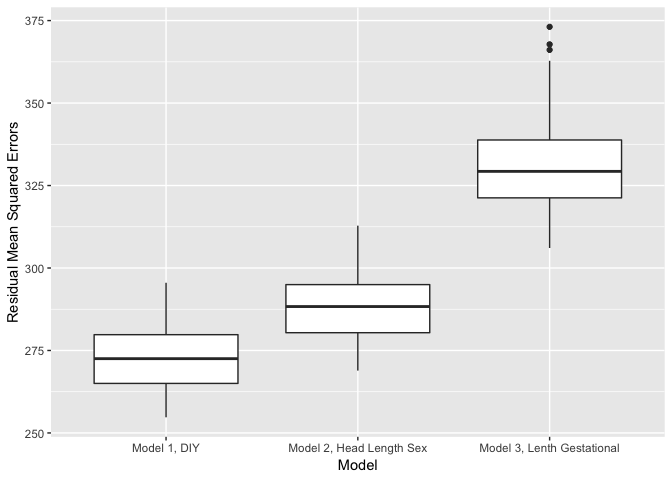 375
350
325
300
275
250
Residual Mean Squared Errors
Model 1, DIY
Model 2, Head Length Sex
Model 3, Lenth Gestational
Model